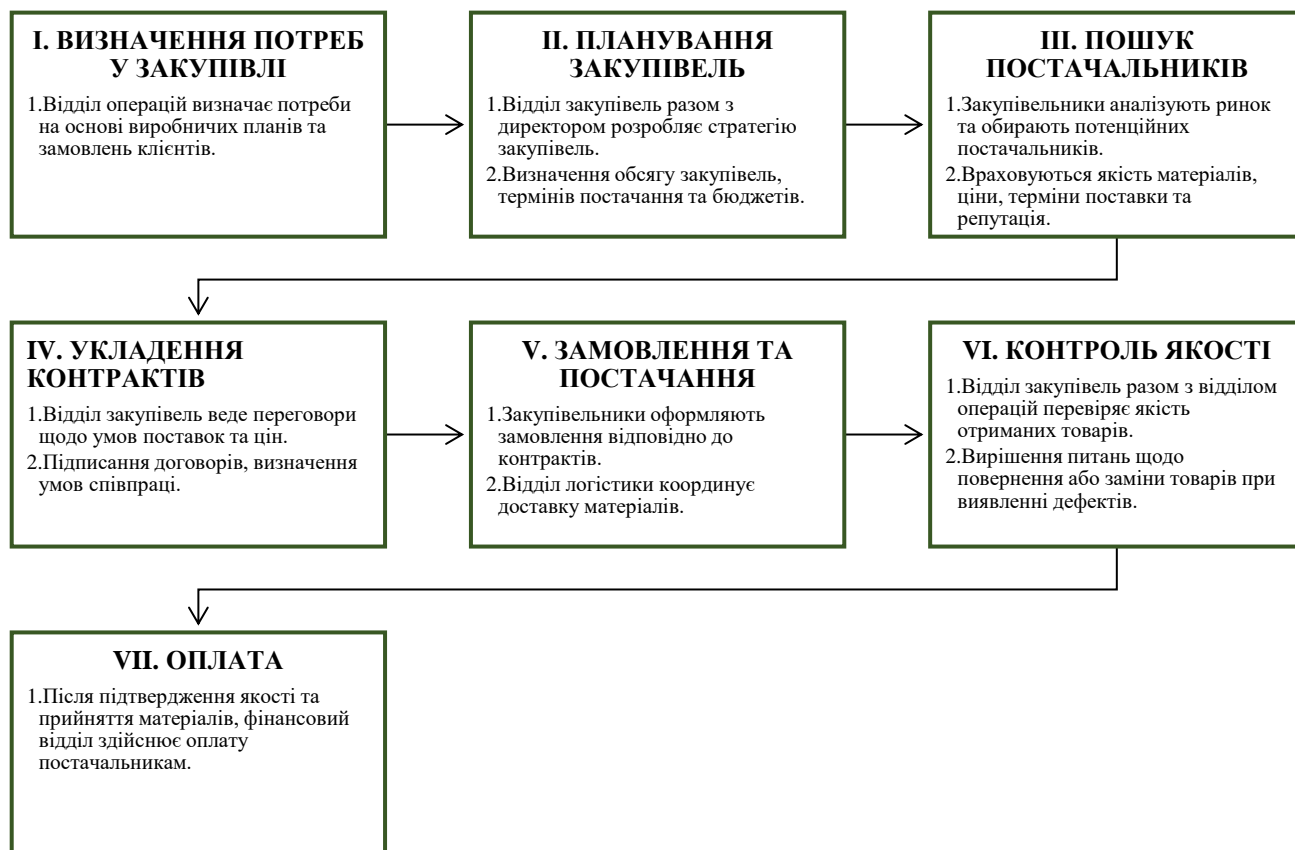 I. ВИЗНАЧЕННЯ ПОТРЕБ
У ЗАКУПІВЛІ
1.Відділ операцій визначає потреби
на основі виробничих планів та
замовлень клієнтів.
II. ПЛАНУВАННЯ
ЗАКУПІВЕЛЬ
1.Відділ закупівель разом з
директором розробляє стратегію
закупівель.
2.Визначення обсягу закупівель,
термінів постачання та бюджетів.
III. ПОШУК
ПОСТАЧАЛЬНИКІВ
1.Закупівельники аналізують ринок
та обирають потенційних
постачальників.
2.Враховуються якість матеріалів,
ціни, терміни поставки та
репутація.
IV. УКЛАДЕННЯ
КОНТРАКТІВ
1.Відділ закупівель веде переговори
щодо умов поставок та цін.
2.Підписання договорів, визначення
умов співпраці.
V. ЗАМОВЛЕННЯ ТА
ПОСТАЧАННЯ
1.Закупівельники оформляють
замовлення відповідно до
контрактів.
2.Відділ логістики координує
доставку матеріалів.
VI. КОНТРОЛЬ ЯКОСТІ
1.Відділ закупівель разом з відділом
операцій перевіряє якість
отриманих товарів.
2.Вирішення питань щодо
повернення або заміни товарів при
виявленні дефектів.
VII. ОПЛАТА
1.Після підтвердження якості та
прийняття матеріалів, фінансовий
відділ здійснює оплату
постачальникам.